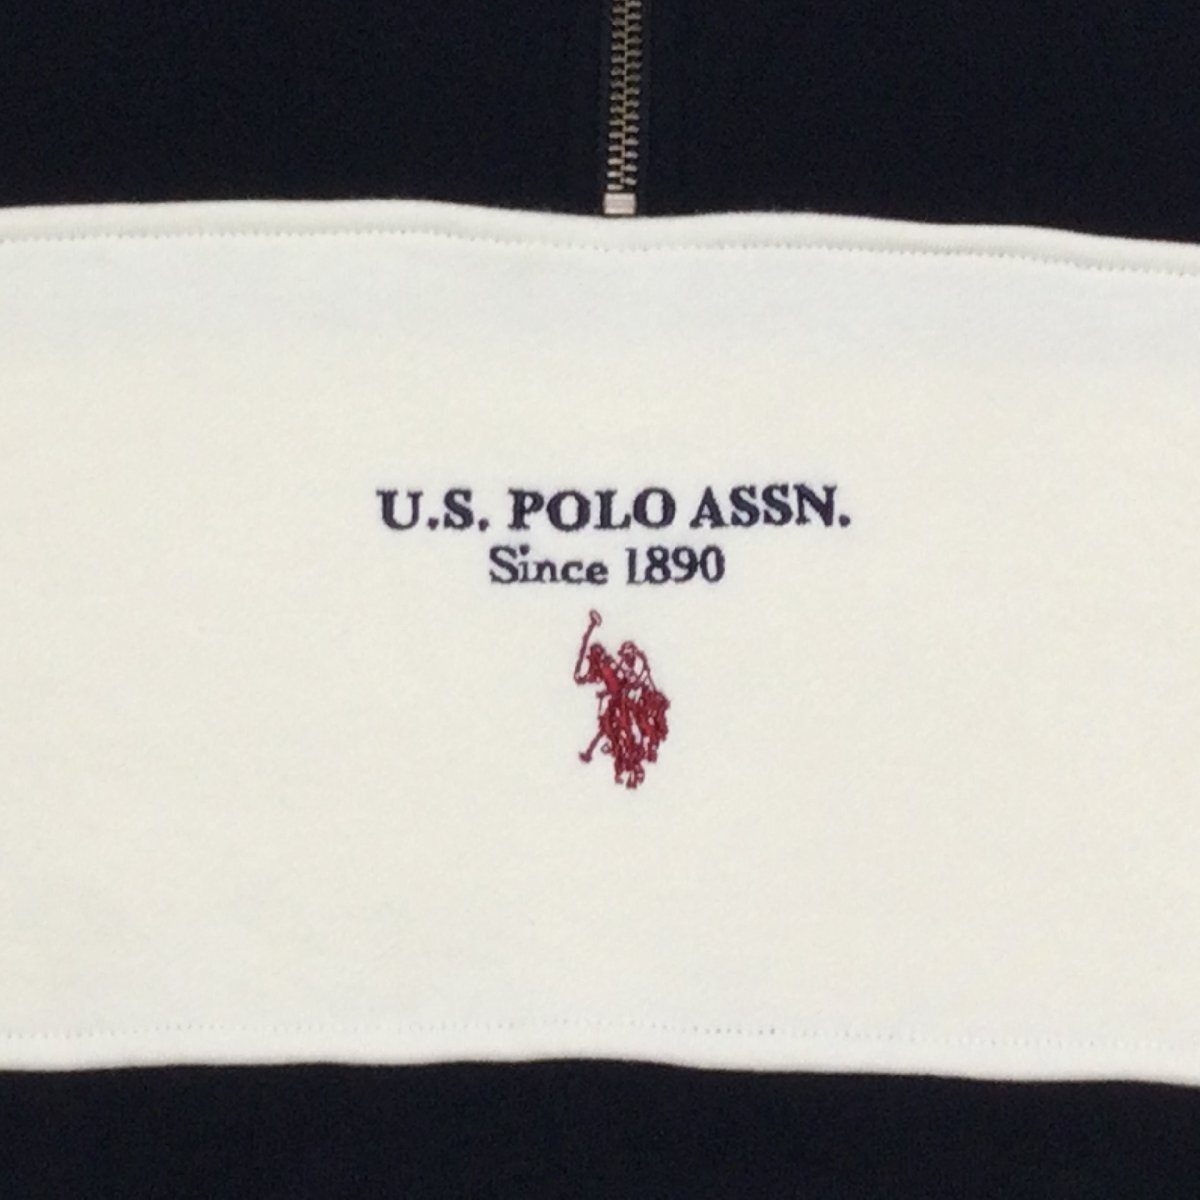 U.S. POLO ASSN.
Since 1890